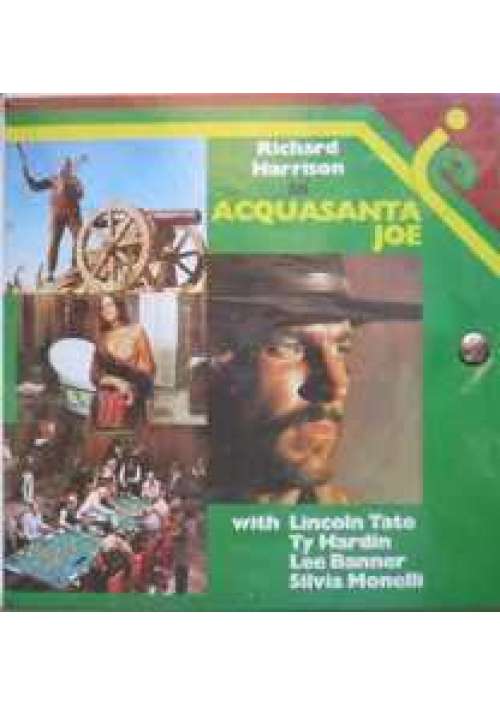 Richard
Harrison
in
ACQUASANTA
JOE
with Lincoln Tate
Ty Hardin
Lee Banner
Silvia Monelli